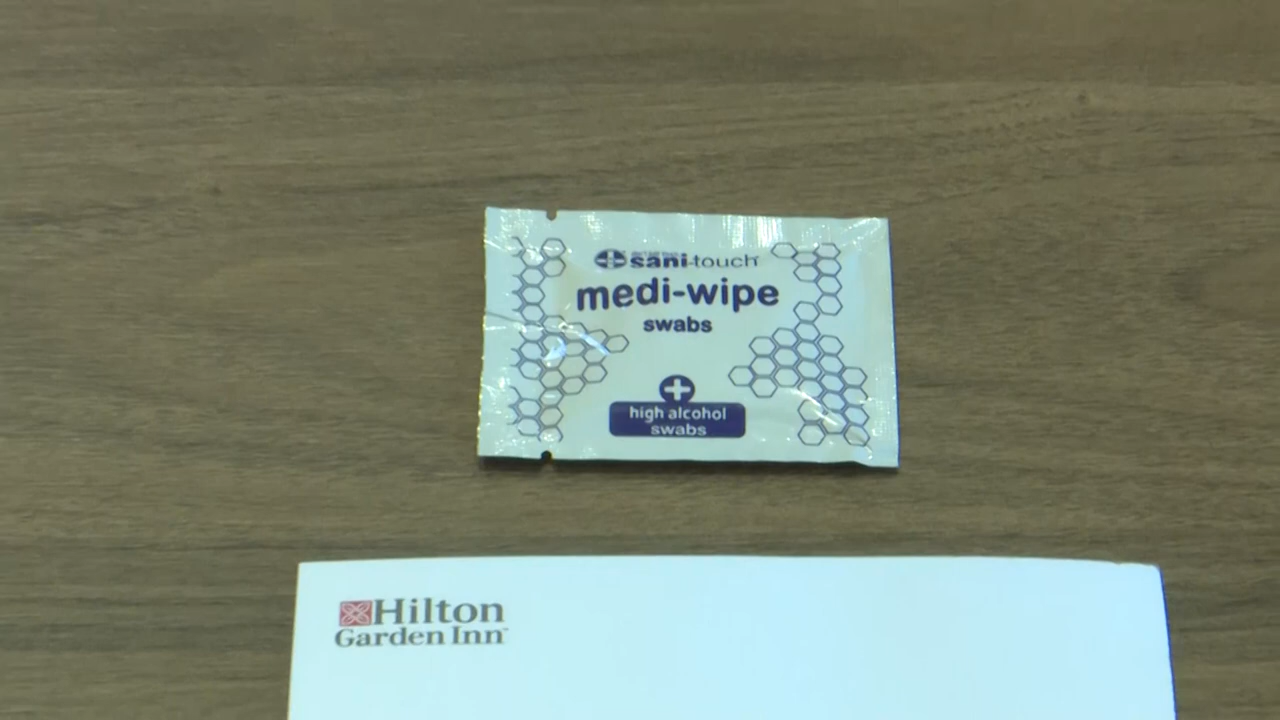 sani-touch
medi-wipe
swabs
high alcohol
swabs
Hilton
Garden Inn